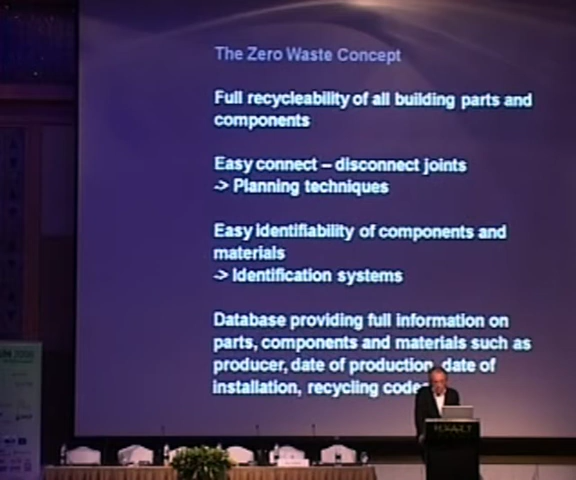 The Zero Waste Concept
Full recycleability of all building parts and
components
Easy connect – disconnect joints
-> Planning techniques
Easy identifiability of components and
materials
-> Identification systems
Database providing full information on
parts, components and materials such as
producer, date of production, date of
installation, recycling code
HYATT